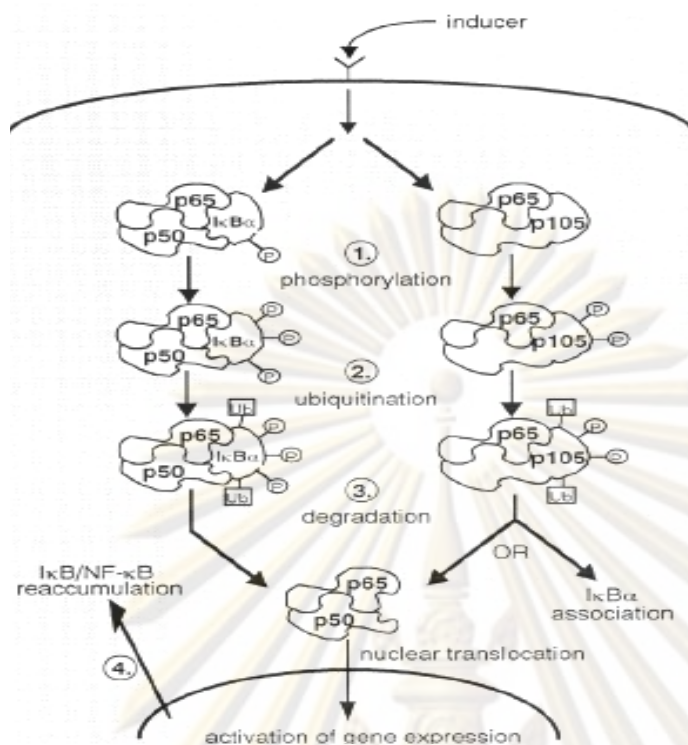 inducer
p65
IκBα
p50
P
p65
p105
1.
phosphorylation
p65
IκBα
p50
P
P
P
p65
p105
P
P
2.
ubiquitination
Ub
p65
IκBα
p50
P
P
P
Ub
Ub
p65
p105
P
P
Ub
3.
degradation
OR
IκB/NF-κB
reaccumulation
p65
p50
IκBα
association
nuclear translocation
4.
activation of gene expression